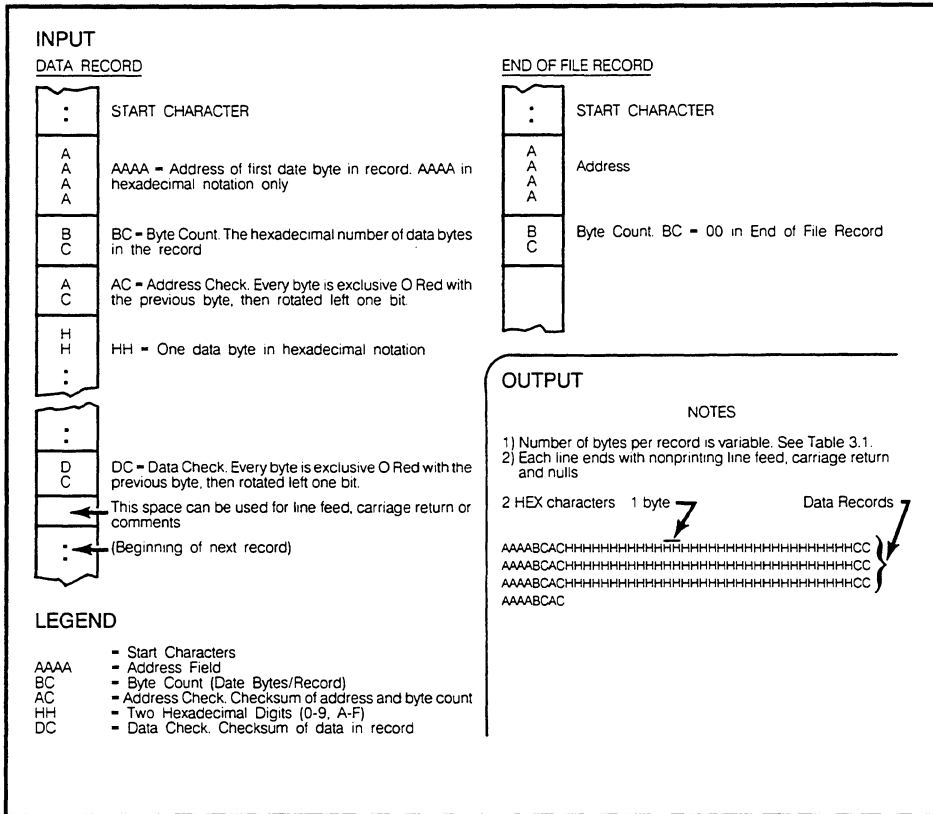 INPUT
DATA RECORD
:
START CHARACTER
A
A
A
A
AAAA = Address of first date byte in record. AAAA in
hexadecimal notation only
B
C
BC = Byte Count. The hexadecimal number of data bytes
in the record
A
C
AC = Address Check. Every byte is exclusive O Red with
the previous byte, then rotated left one bit.
H
H
HH = One data byte in hexadecimal notation
:
:
D
C
DC = Data Check. Every byte is exclusive O Red with the
previous byte, then rotated left one bit.
This space can be used for line feed, carriage return or
comments
:
(Beginning of next record)
LEGEND
= Start Characters
AAAA = Address Field
BC = Byte Count (Date Bytes/Record)
AC = Address Check. Checksum of address and byte count
HH = Two Hexadecimal Digits (0-9, A-F)
DC = Data Check. Checksum of data in record
END OF FILE RECORD
:
START CHARACTER
A
A
A
A
Address
B
C
Byte Count. BC = 00 in End of File Record
OUTPUT
NOTES
1) Number of bytes per record is variable. See Table 3.1.
2) Each line ends with nonprinting line feed, carriage return
and nulls
2 HEX characters 1 byte Data Records
AAAABCACHHHHHHHHHHHHHHHHHHHHHHHHHHHHHHHHCC
AAAABCACHHHHHHHHHHHHHHHHHHHHHHHHHHHHHHHHCC
AAAABCACHHHHHHHHHHHHHHHHHHHHHHHHHHHHHHHHCC
AAAABCAC